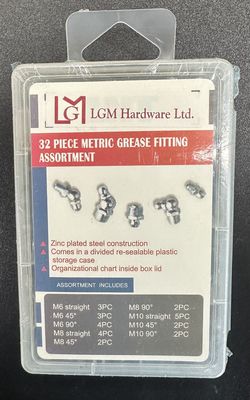 LGM
LGM Hardware Ltd.
32 PIECE METRIC GREASE FITTING
ASSORTMENT
Zinc plated steel construction
Comes in a divided re-sealable plastic
storage case
Organizational chart inside box lid
ASSORTMENT INCLUDES
M6 straight 3PC M8 90° 2PC
M6 45° 3PC M10 straight 5PC
M6 90° 4PC M10 45° 2PC
M8 straight 4PC M10 90° 2PC
M8 45° 2PC